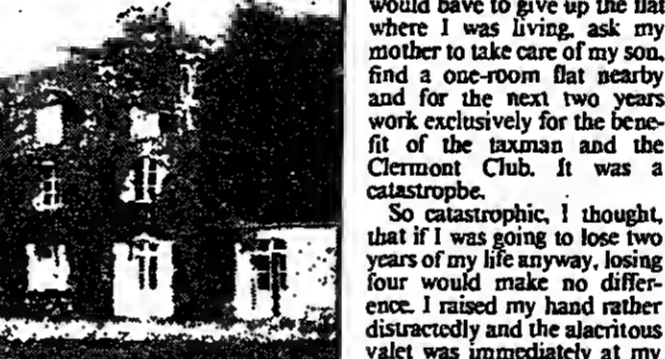 would have to give up the flat
where I was living, ask my
mother to take care of my son,
find a one-room flat nearby
and for the next two years
work exclusively for the bene-
fit of the taxman and the
Clermont Club. It was a
catastrophe.
So catastrophic, I thought,
that if I was going to lose two
years of my life anyway, losing
four would make no differ-
ence. I raised my hand rather
distractedly and the alacritous
valet was immediately at my